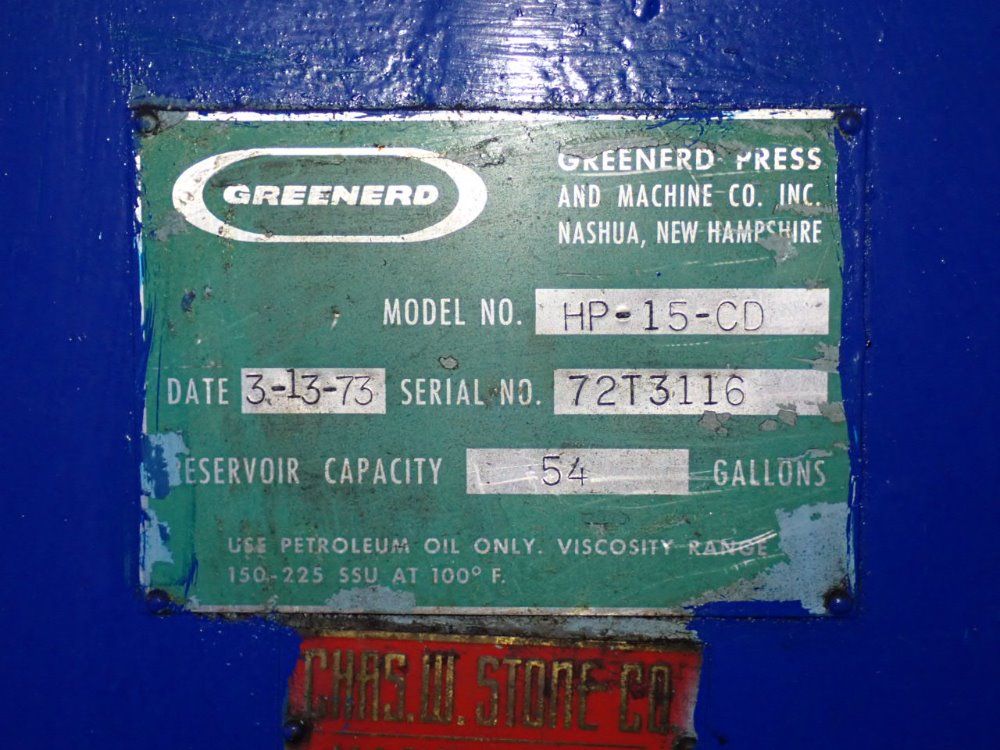 GREENERD
GREENERD PRESS
AND MACHINE CO. INC.
NASHUA, NEW HAMPSHIRE
MODEL NO. HP-15-CD
DATE 3-13-73 SERIAL NO. 72T3116
RESERVOIR CAPACITY 54 GALLONS
USE PETROLEUM OIL ONLY. VISCOSITY RANGE
150-225 SSU AT 100° F.
CHAS. W. STONE CO